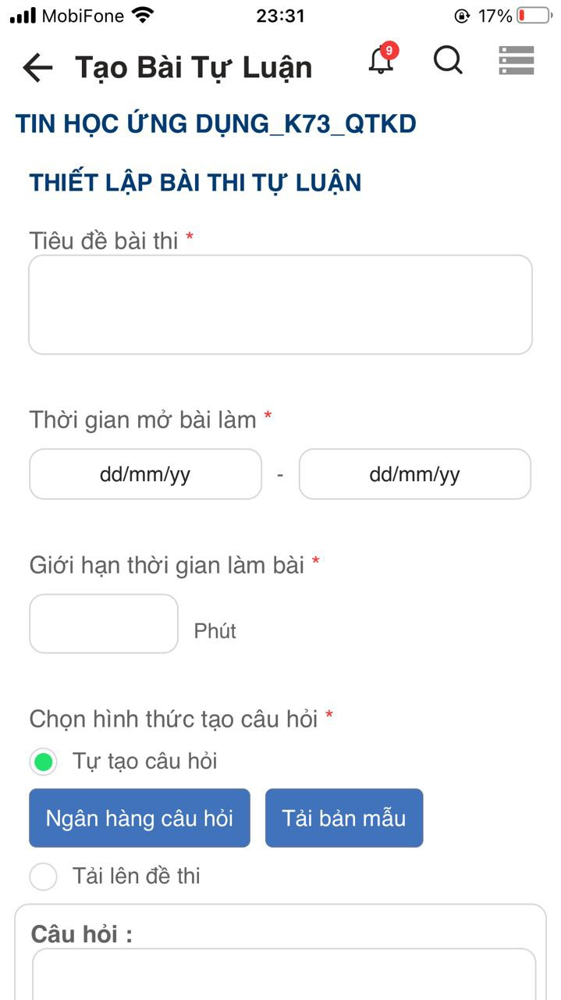 MobiFone 23:31 17%
Tạo Bài Tự Luận 9
TIN HỌC ỨNG DỤNG_K73_QTKD
THIẾT LẬP BÀI THI TỰ LUẬN
Tiêu đề bài thi *
Thời gian mở bài làm *
dd/mm/yy - dd/mm/yy
Giới hạn thời gian làm bài *
Phút
Chọn hình thức tạo câu hỏi *
Tự tạo câu hỏi
Ngân hàng câu hỏi Tải bản mẫu
Tải lên đề thi
Câu hỏi :